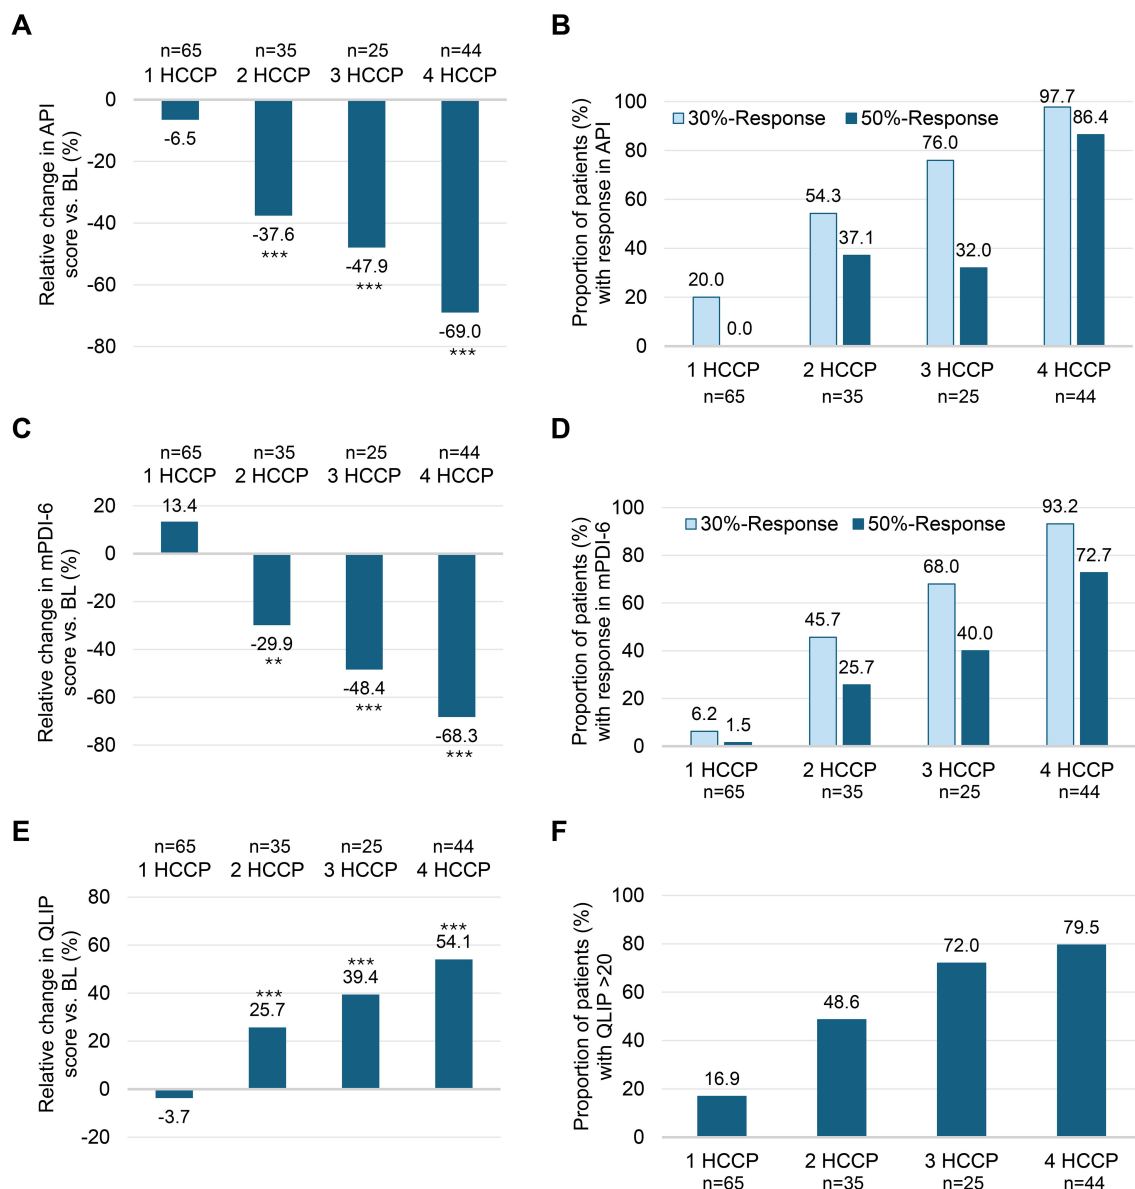 A
n=65 n=35 n=25 n=44
1 HCCP 2 HCCP 3 HCCP 4 HCCP
Relative change in API
score vs. BL (%)
0
-20
-40
-60
-80
-6.5
-37.6
***
-47.9
***
-69.0
***
B
Proportion of patients (%)
with response in API
30%-Response 50%-Response
100
80
60
40
20
0
20.0
0.0
54.3
37.1
76.0
32.0
97.7
86.4
1 HCCP 2 HCCP 3 HCCP 4 HCCP
n=65 n=35 n=25 n=44
C
n=65 n=35 n=25 n=44
1 HCCP 2 HCCP 3 HCCP 4 HCCP
Relative change in mPDI-6
score vs. BL (%)
20
0
-20
-40
-60
-80
13.4
-29.9
**
-48.4
***
-68.3
***
D
Proportion of patients (%)
with response in mPDI-6
30%-Response 50%-Response
100
80
60
40
20
0
6.2
1.5
45.7
25.7
68.0
40.0
93.2
72.7
1 HCCP 2 HCCP 3 HCCP 4 HCCP
n=65 n=35 n=25 n=44
E
n=65 n=35 n=25 n=44
1 HCCP 2 HCCP 3 HCCP 4 HCCP
Relative change in QLIP
score vs. BL (%)
80
60
40
20
0
-20
-3.7
***
25.7
***
39.4
***
54.1
F
Proportion of patients (%)
with QLIP >20
100
80
60
40
20
0
16.9
48.6
72.0
79.5
1 HCCP 2 HCCP 3 HCCP 4 HCCP
n=65 n=35 n=25 n=44